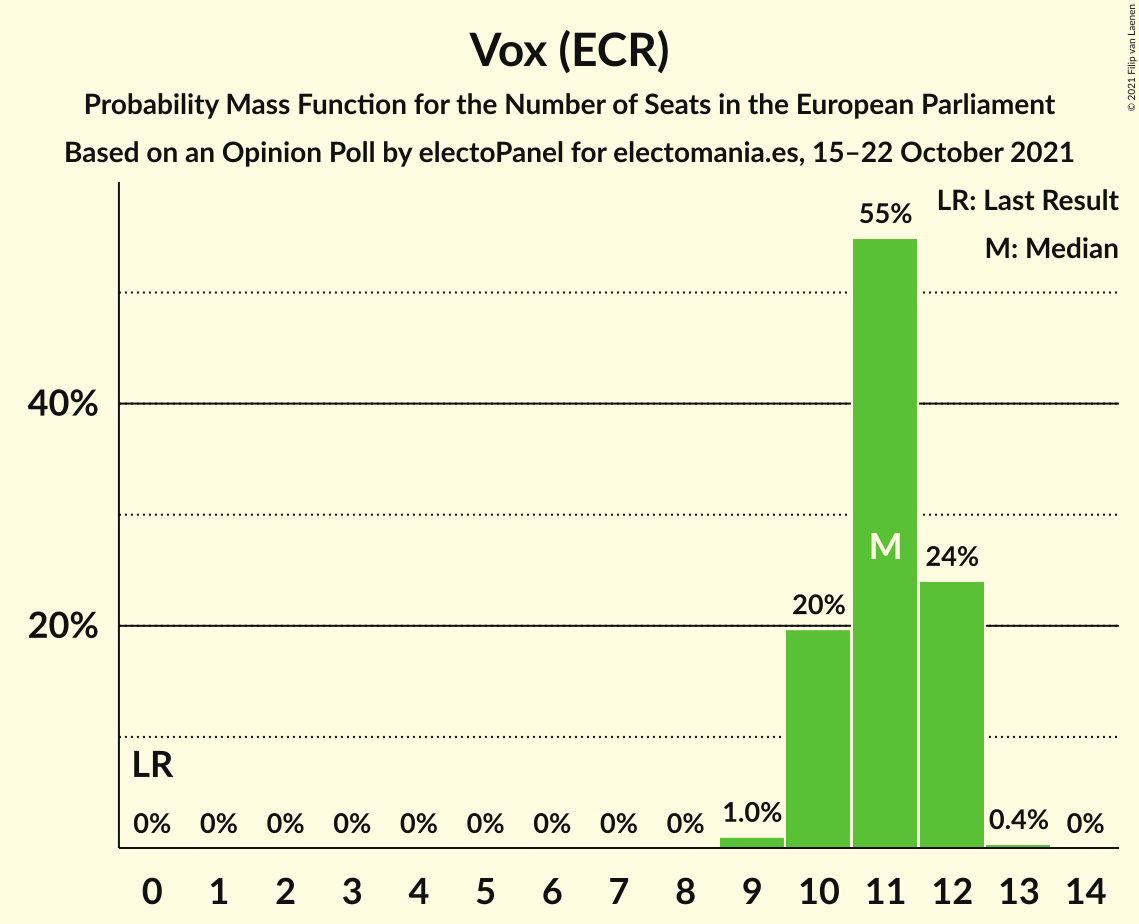 Vox (ECR)
Probability Mass Function for the Number of Seats in the European Parliament
Based on an Opinion Poll by electoPanel for electomania.es, 15–22 October 2021
© 2021 Filip van Laenen
LR: Last Result
M: Median
55%
40%
M
24%
20%
20%
LR
0% 0% 0% 0% 0% 0% 0% 0% 0% 1.0% 0.4% 0%
0 1 2 3 4 5 6 7 8 9 10 11 12 13 14